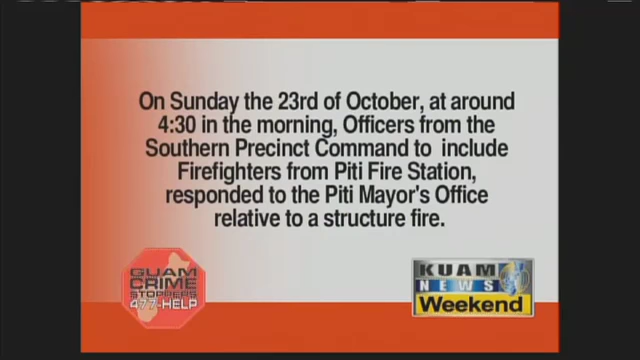 On Sunday the 23rd of October, at around
4:30 in the morning, Officers from the
Southern Precinct Command to include
Firefighters from Piti Fire Station,
responded to the Piti Mayor's Office
relative to a structure fire.
GUAM
CRIME
STOPPERS
477-HELP
KUAM
NEWS
Weekend